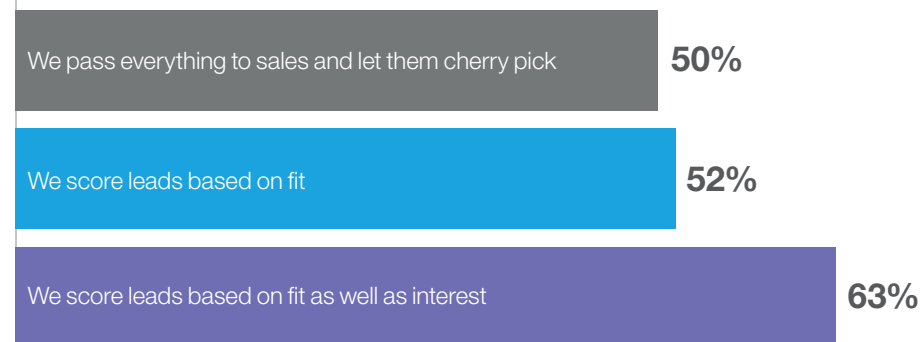 We pass everything to sales and let them cherry pick 50%
We score leads based on fit 52%
We score leads based on fit as well as interest 63%